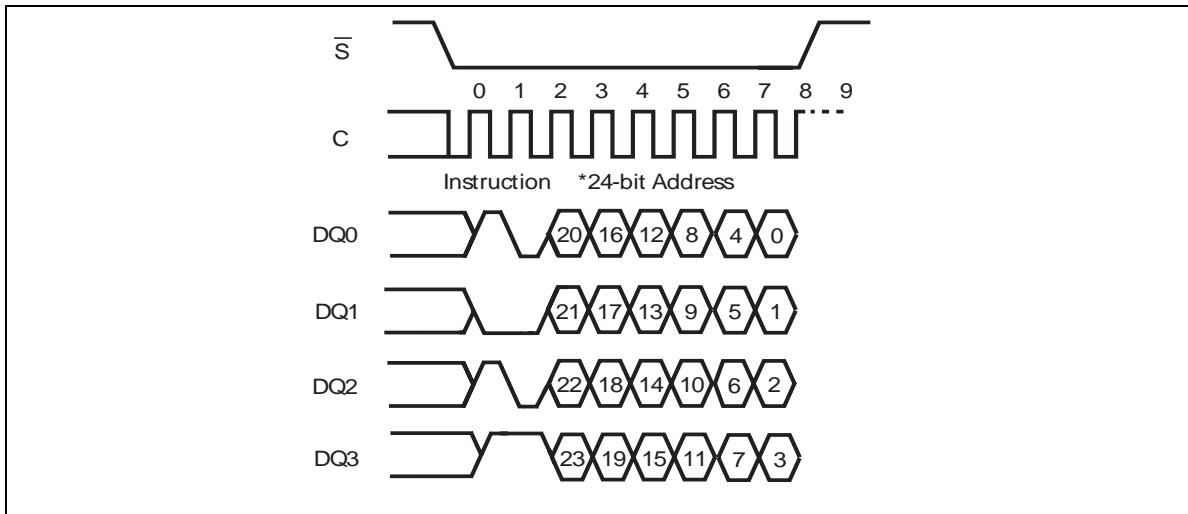 S
0 1 2 3 4 5 6 7 8 9
C
Instruction *24-bit Address
DQ0 20 16 12 8 4 0
DQ1 21 17 13 9 5 1
DQ2 22 18 14 10 6 2
DQ3 23 19 15 11 7 3